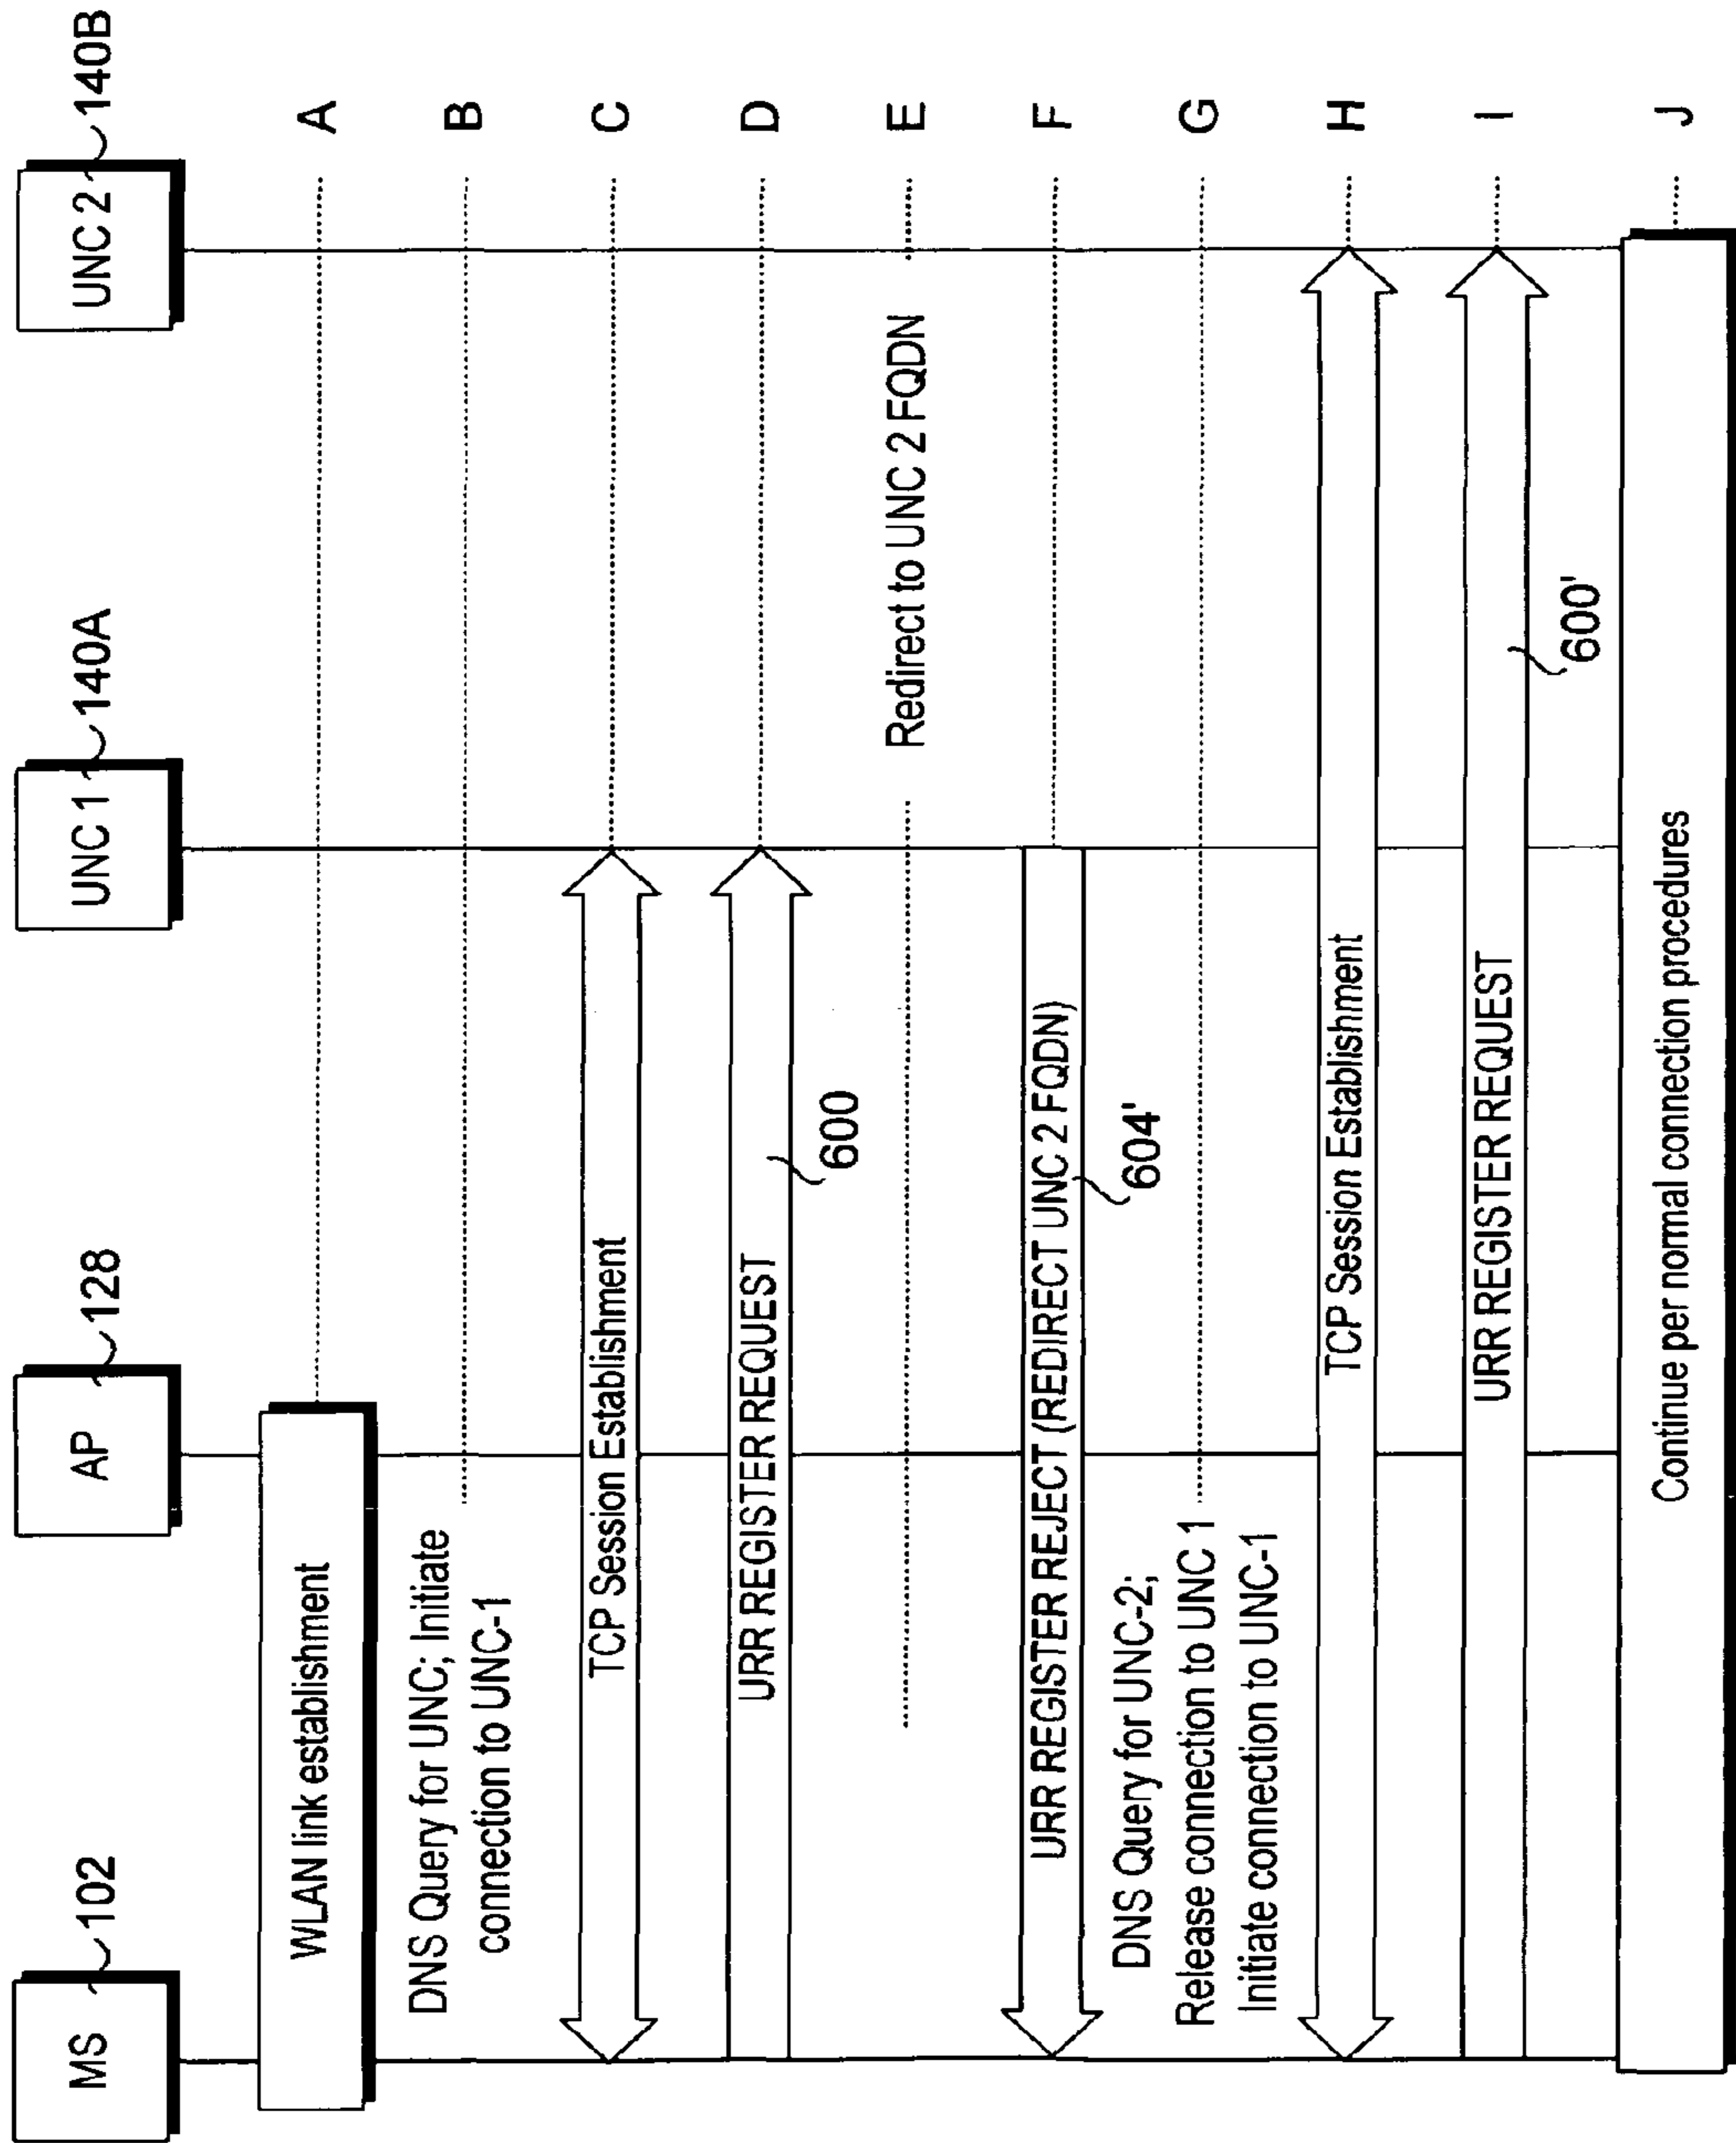 MS
102
AP
128
UNC 1
140A
UNC 2
140B
WLAN link establishment
A
DNS Query for UNC; Initiate
connection to UNC-1
B
TCP Session Establishment
C
URR REGISTER REQUEST
600
D
Redirect to UNC 2 FQDN
E
URR REGISTER REJECT (REDIRECT UNC 2 FQDN)
604'
F
DNS Query for UNC-2;
Release connection to UNC 1
Initiate connection to UNC-1
G
TCP Session Establishment
H
URR REGISTER REQUEST
600'
I
Continue per normal connection procedures
J